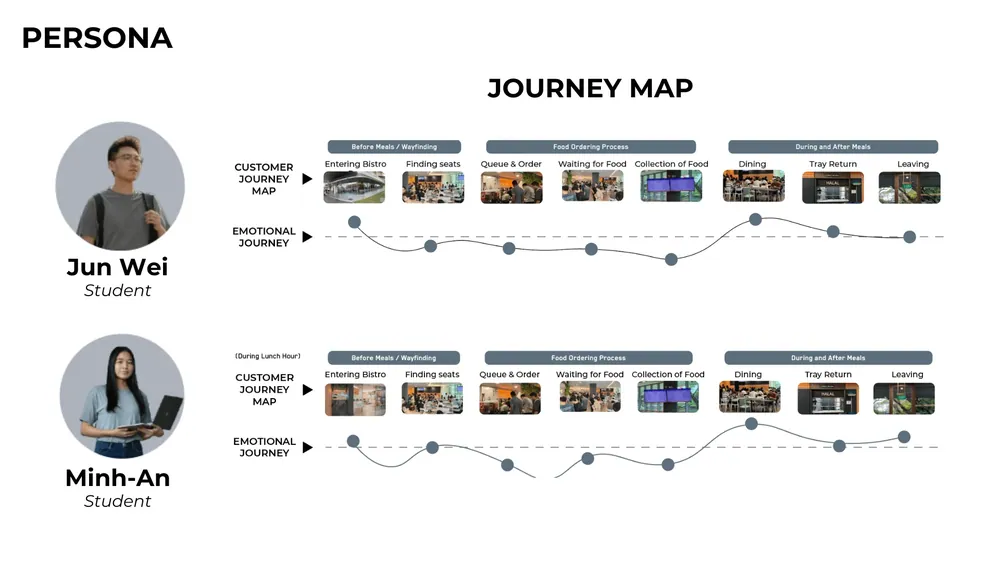 PERSONA
JOURNEY MAP
Before Meals / Wayfinding
Food Ordering Process
During and After Meals
CUSTOMER
JOURNEY
MAP
Entering Bistro
Finding seats
Queue & Order
Waiting for Food
Collection of Food
Dining
Tray Return
Leaving
HALAL
EMOTIONAL
JOURNEY
Jun Wei
Student
(During Lunch Hour)
Before Meals / Wayfinding
Food Ordering Process
During and After Meals
CUSTOMER
JOURNEY
MAP
Entering Bistro
Finding seats
Queue & Order
Waiting for Food
Collection of Food
Dining
Tray Return
Leaving
HALAL
EMOTIONAL
JOURNEY
Minh-An
Student